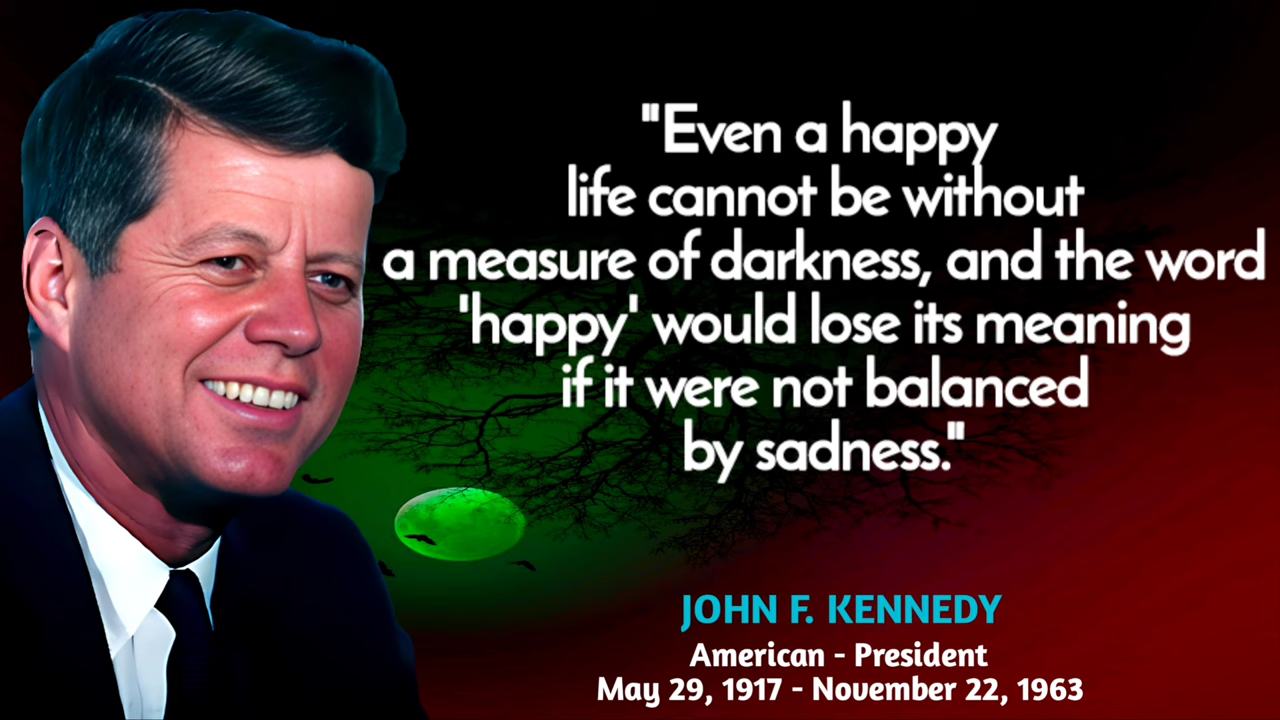 "Even a happy
life cannot be without
a measure of darkness, and the word
'happy' would lose its meaning
if it were not balanced
by sadness."
JOHN F. KENNEDY
American - President
May 29, 1917 - November 22, 1963